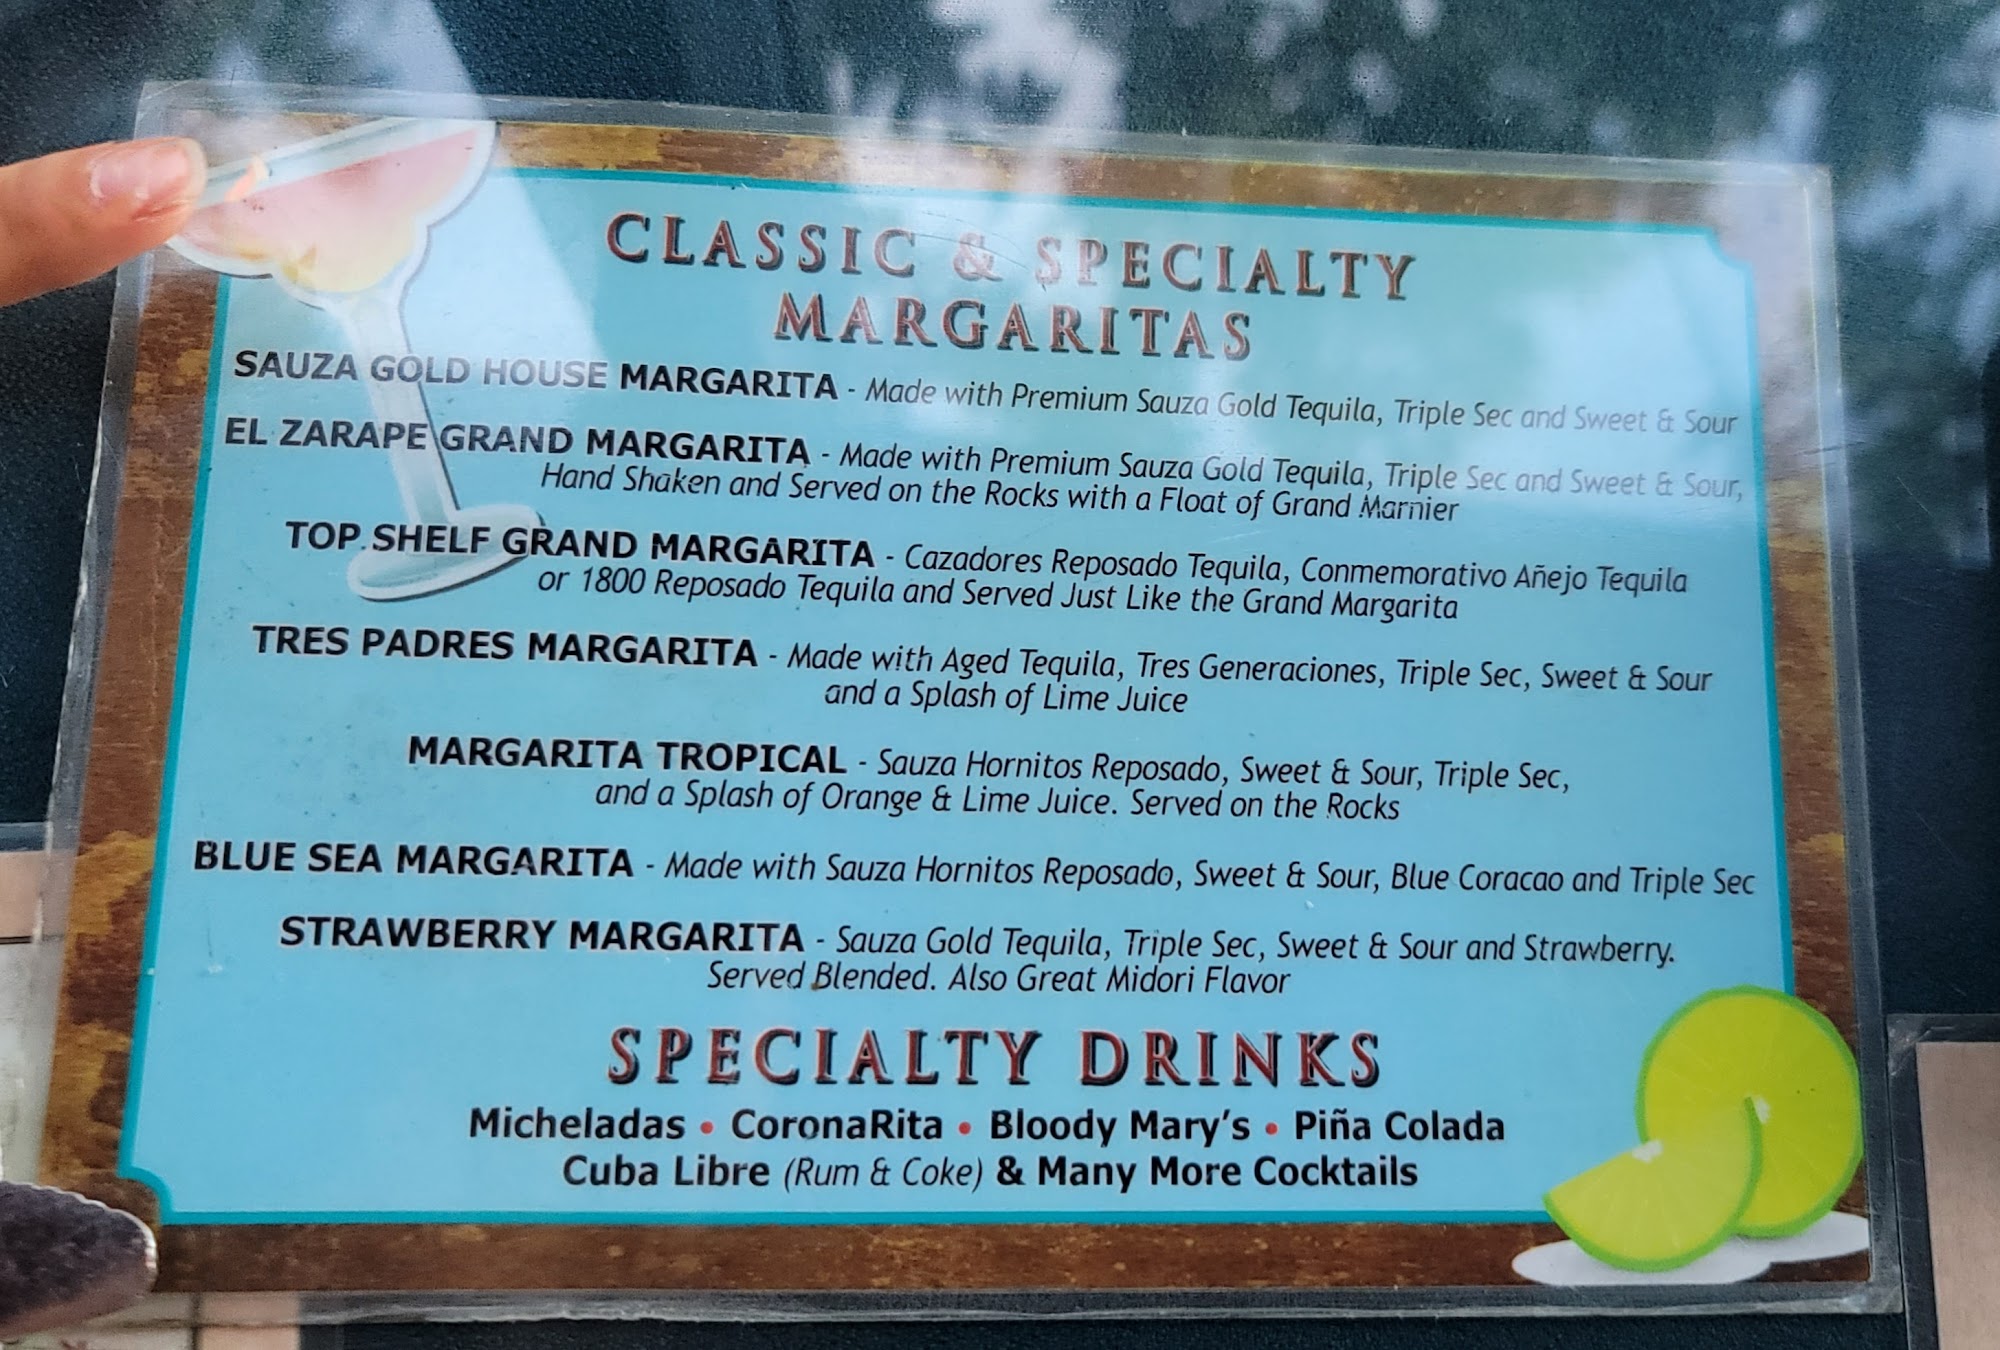 CLASSIC & SPECIALTY
MARGARITAS
SAUZA GOLD HOUSE MARGARITA - Made with Premium Sauza Gold Tequila, Triple Sec and Sweet & Sour
EL ZARAPE GRAND MARGARITA - Made with Premium Sauza Gold Tequila, Triple Sec and Sweet & Sour,
Hand Shaken and Served on the Rocks with a Float of Grand Marnier
TOP SHELF GRAND MARGARITA - Cazadores Reposado Tequila, Conmemorativo Añejo Tequila
or 1800 Reposado Tequila and Served Just Like the Grand Margarita
TRES PADRES MARGARITA - Made with Aged Tequila, Tres Generaciones, Triple Sec, Sweet & Sour
and a Splash of Lime Juice
MARGARITA TROPICAL - Sauza Hornitos Reposado, Sweet & Sour, Triple Sec,
and a Splash of Orange & Lime Juice. Served on the Rocks
BLUE SEA MARGARITA - Made with Sauza Hornitos Reposado, Sweet & Sour, Blue Coracao and Triple Sec
STRAWBERRY MARGARITA - Sauza Gold Tequila, Triple Sec, Sweet & Sour and Strawberry.
Served Blended. Also Great Midori Flavor
SPECIALTY DRINKS
Micheladas • CoronaRita • Bloody Mary's • Piña Colada
Cuba Libre (Rum & Coke) & Many More Cocktails